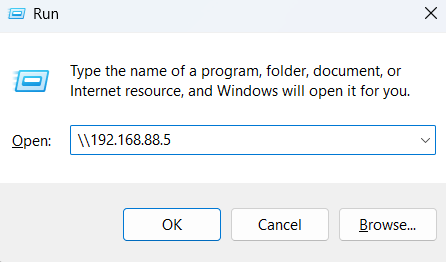 Run
Type the name of a program, folder, document, or
Internet resource, and Windows will open it for you.
Open: \\192.168.88.5
OK Cancel Browse...